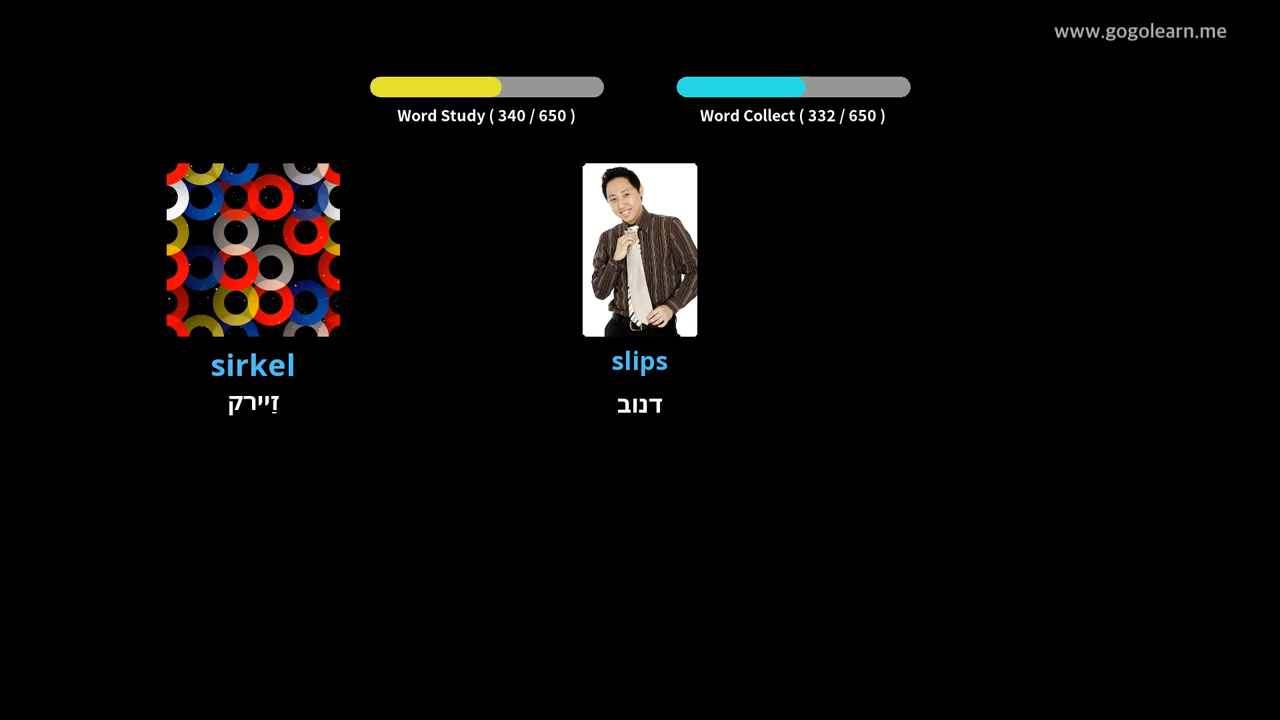 www.gogolearn.me
Word Study ( 340 / 650 )
Word Collect ( 332 / 650 )
sirkel
זַיירק
slips
דנוב